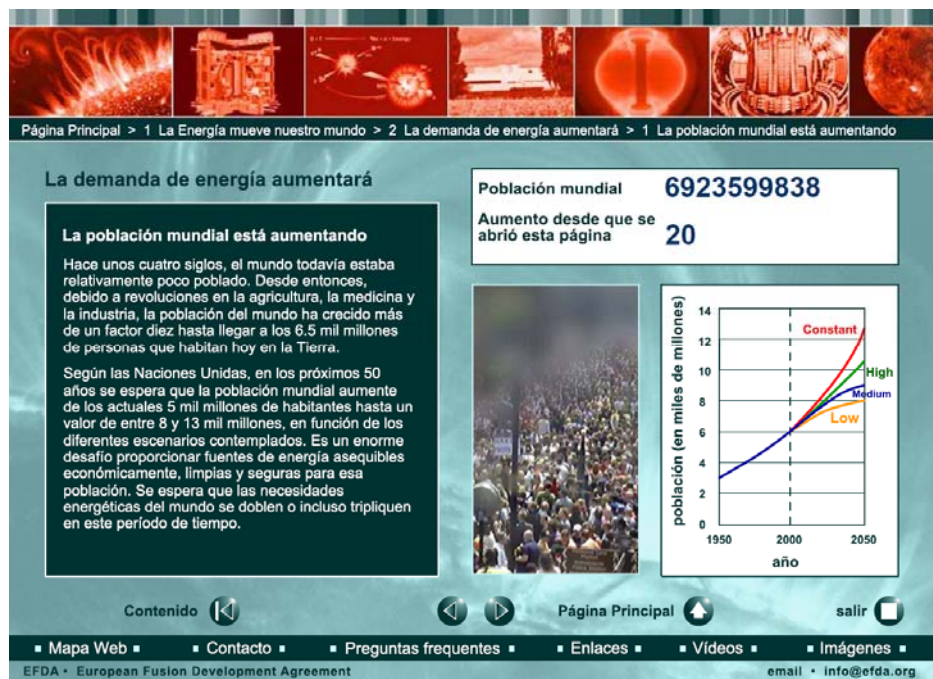 Página Principal > 1 La Energía mueve nuestro mundo > 2 La demanda de energía aumentará > 1 La población mundial está aumentando
La demanda de energía aumentará
La población mundial está aumentando
Hace unos cuatro siglos, el mundo todavía estaba
relativamente poco poblado. Desde entonces,
debido a revoluciones en la agricultura, la medicina y
la industria, la población del mundo ha crecido más
de un factor diez hasta llegar a los 6.5 mil millones
de personas que habitan hoy en la Tierra.
Según las Naciones Unidas, en los próximos 50
años se espera que la población mundial aumente
de los actuales 5 mil millones de habitantes hasta un
valor de entre 8 y 13 mil millones, en función de los
diferentes escenarios contemplados. Es un enorme
desafío proporcionar fuentes de energía asequibles
económicamente, limpias y seguras para esa
población. Se espera que las necesidades
energéticas del mundo se doblen o incluso tripliquen
en este período de tiempo.
Población mundial 6923599838
Aumento desde que se
abrió esta página 20
población (en miles de millones)
14
12
10
8
6
4
2
0
Constant
High
Medium
Low
1950 2000 2050
año
Contenido
Página Principal
salir
▪ Mapa Web ▪ ▪ Contacto ▪ ▪ Preguntas frequentes ▪ ▪ Enlaces ▪ ▪ Vídeos ▪ ▪ Imágenes ▪
EFDA • European Fusion Development Agreement
email • info@efda.org